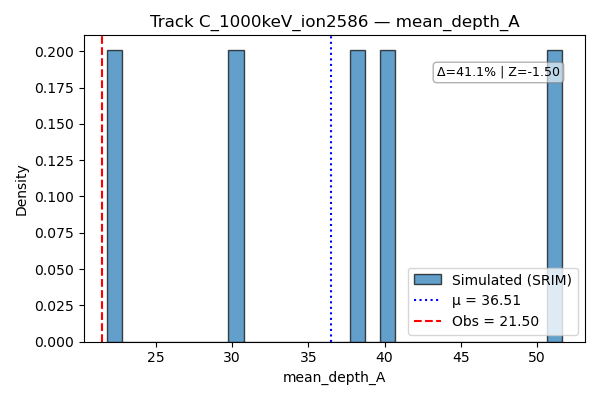 Track C_1000keV_ion2586 — mean_depth_A
Δ=41.1% | Z=-1.50
0.200
0.175
0.150
0.125
0.100
0.075
0.050
0.025
0.000
Density
Simulated (SRIM)
μ = 36.51
Obs = 21.50
25 30 35 40 45 50
mean_depth_A